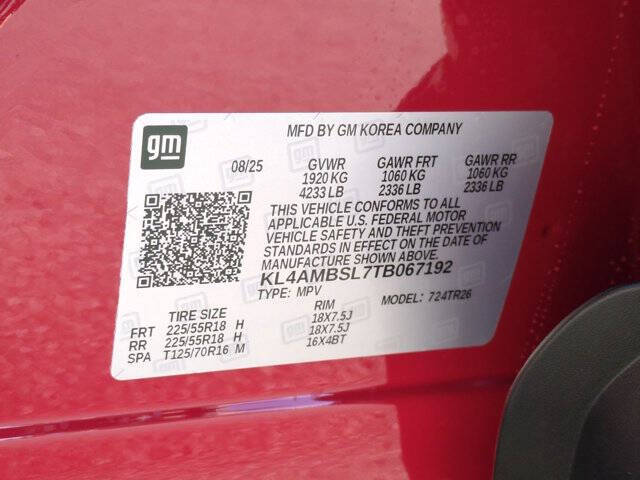 gm
MFD BY GM KOREA COMPANY
08/25 GVWR GAWR FRT GAWR RR
1920 KG 1060 KG 1060 KG
4233 LB 2336 LB 2336 LB
THIS VEHICLE CONFORMS TO ALL
APPLICABLE U.S. FEDERAL MOTOR
VEHICLE SAFETY AND THEFT PREVENTION
STANDARDS IN EFFECT ON THE DATE OF
MANUFACTURE SHOWN ABOVE.
KL4AMBSL7TB067192
TYPE: MPV MODEL: 724TR26
TIRE SIZE RIM
FRT 225/55R18 H 18X7.5J
RR 225/55R18 H 18X7.5J
SPA T125/70R16 M 16X4BT